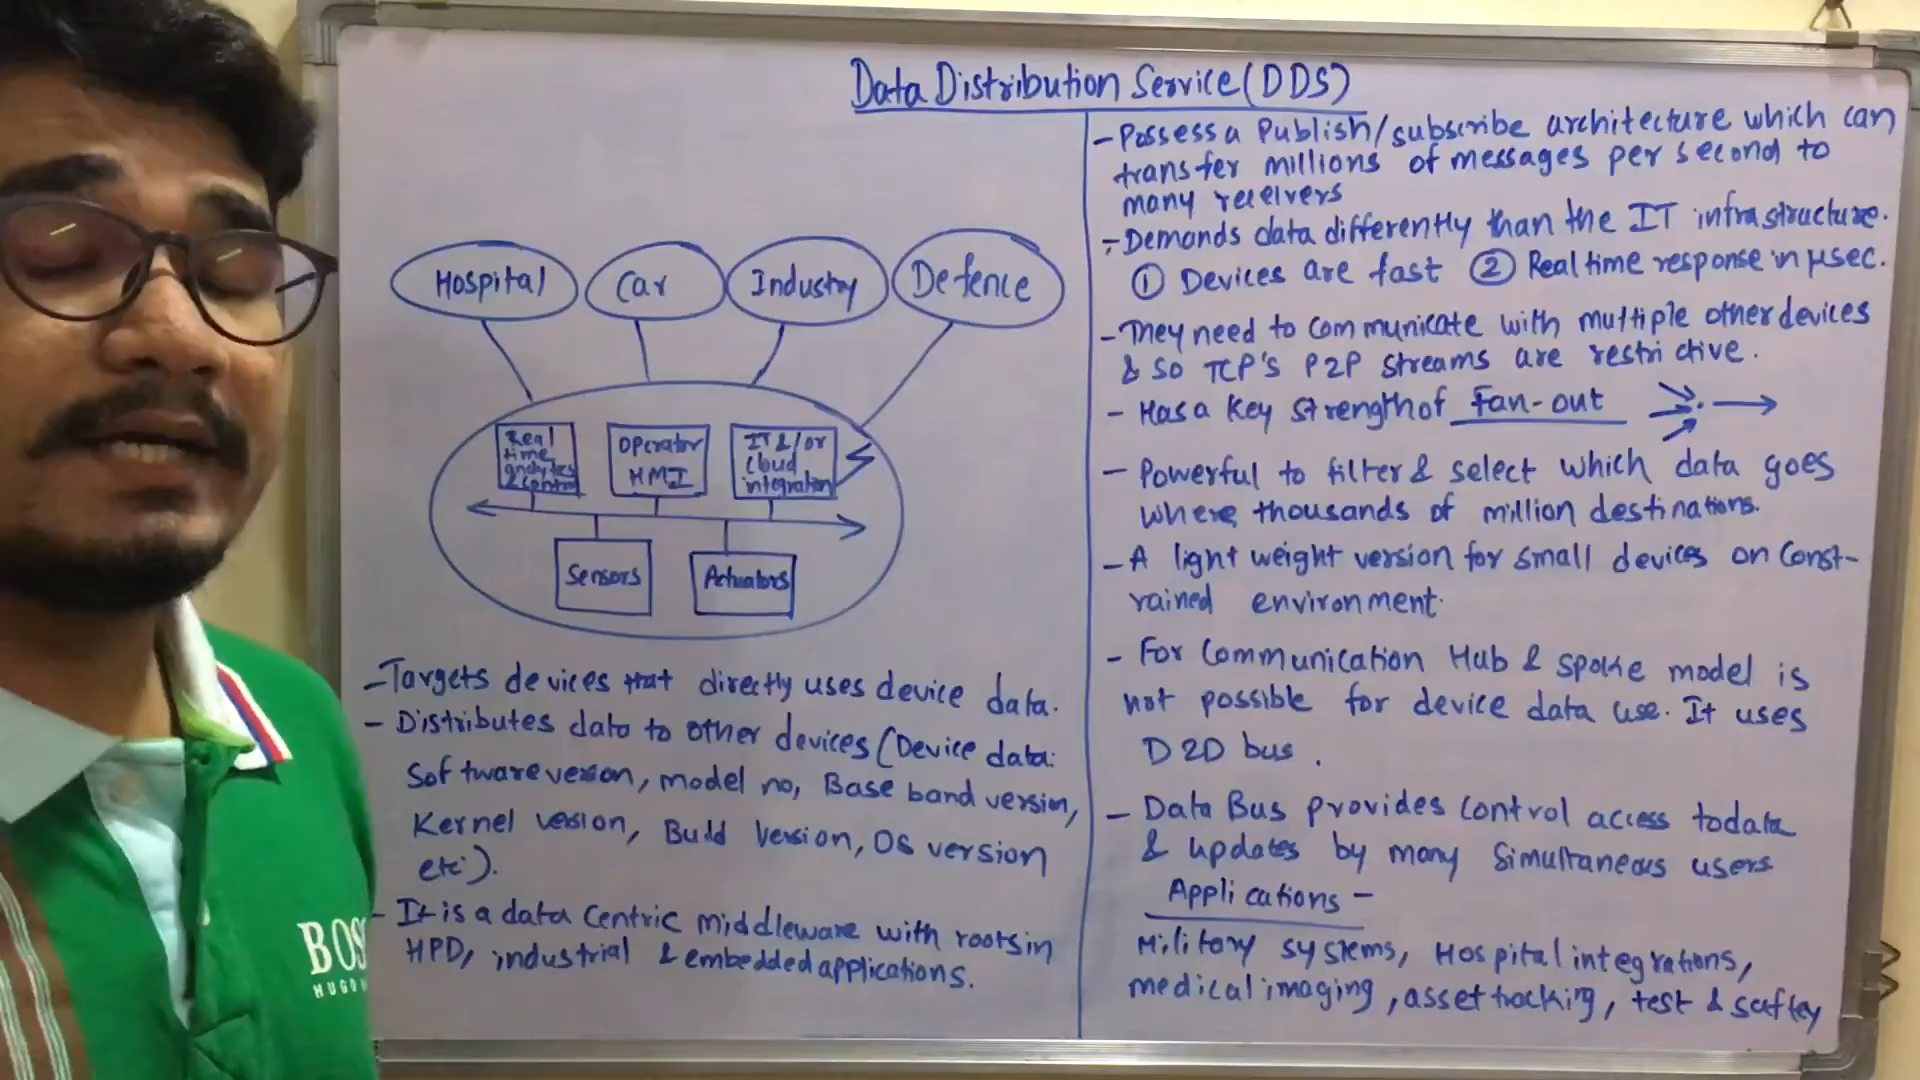 Data Distribution Service (DDS)
Hospital
Car
Industry
Defence
Real
time
analytics
& control
Operator
HMI
IT & /or
Cloud
integration
Sensors
Actuators
- Targets devices that directly uses device data.
- Distributes data to other devices (Device data:
Software version, model no, Base band version,
Kernel version, Build Version, OS version
etc).
- It is a data centric middleware with roots in
HPD, industrial & embedded applications.
- Possess a Publish/subscribe architecture which can
transfer millions of messages per second to
many receivers
- Demands data differently than the IT infrastructure.
① Devices are fast ② Real time response in µsec.
- They need to communicate with multiple other devices
& so TCP's P2P streams are restrictive.
- Has a key strength of Fan-out
- Powerful to filter & select which data goes
where, thousands of million destinations.
- A light weight version for small devices on const-
rained environment.
- For communication Hub & spoke model is
not possible for device data use. It uses
D2D bus.
- Data Bus provides control access to data
& updates by many simultaneous users
Applications -
Military systems, Hospital integrations,
medical imaging, asset tracking, test & saftey
BOSS
HUGO